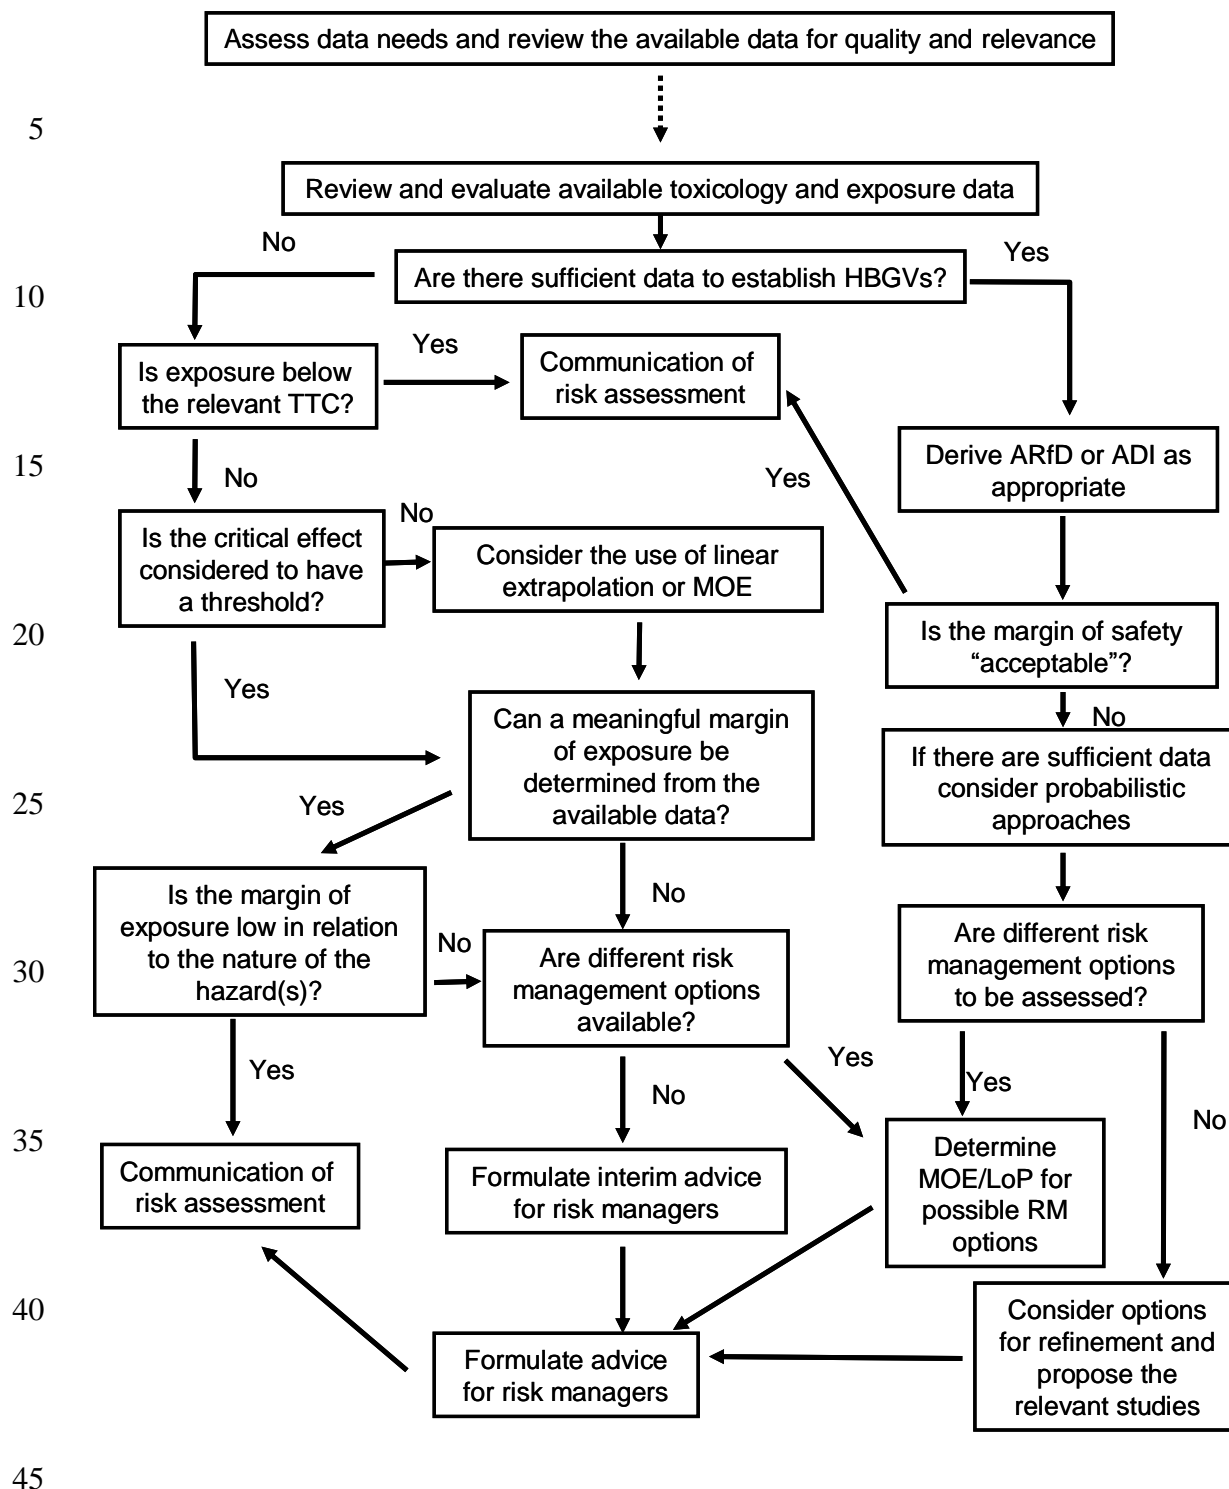 Assess data needs and review the available data for quality and relevance
5
Review and evaluate available toxicology and exposure data
No
Yes
Are there sufficient data to establish HBGVs?
10
Is exposure below
the relevant TTC?
Yes
Communication of
risk assessment
15
No
Yes
Derive ARfD or ADI as
appropriate
Is the critical effect
considered to have
a threshold?
No
Consider the use of linear
extrapolation or MOE
20
Is the margin of safety
“acceptable”?
Yes
Can a meaningful margin
of exposure be
determined from the
available data?
No
If there are sufficient data
consider probabilistic
approaches
25
Yes
Is the margin of
exposure low in relation
to the nature of the
hazard(s)?
No
No
Are different risk
management options
available?
Are different risk
management options
to be assessed?
30
Yes
No
Yes
Yes
No
35
Communication of
risk assessment
Formulate interim advice
for risk managers
Determine
MOE/LoP for
possible RM
options
40
Formulate advice
for risk managers
Consider options
for refinement and
propose the
relevant studies
45